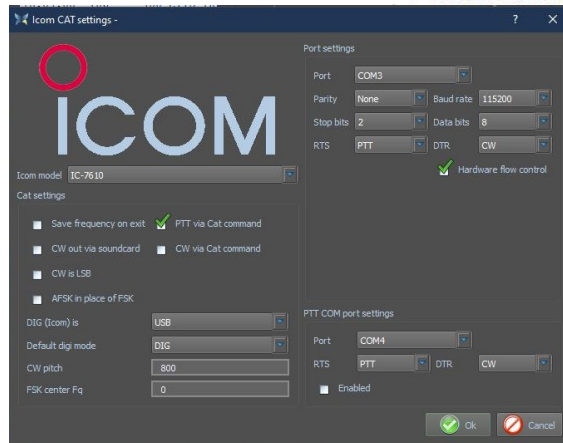 Icom CAT settings -
? X
ICOM
Icom model IC-7610
Cat settings
Save frequency on exit PTT via Cat command
CW out via soundcard CW via Cat command
CW is LSB
AFSK in place of FSK
DIG (Icom) is USB
Default digi mode DIG
CW pitch 800
FSK center Fq 0
Port settings
Port COM3
Parity None Baud rate 115200
Stop bits 2 Data bits 8
RTS PTT DTR CW
Hardware flow control
PTT COM port settings
Port COM4
RTS PTT DTR CW
Enabled
Ok Cancel